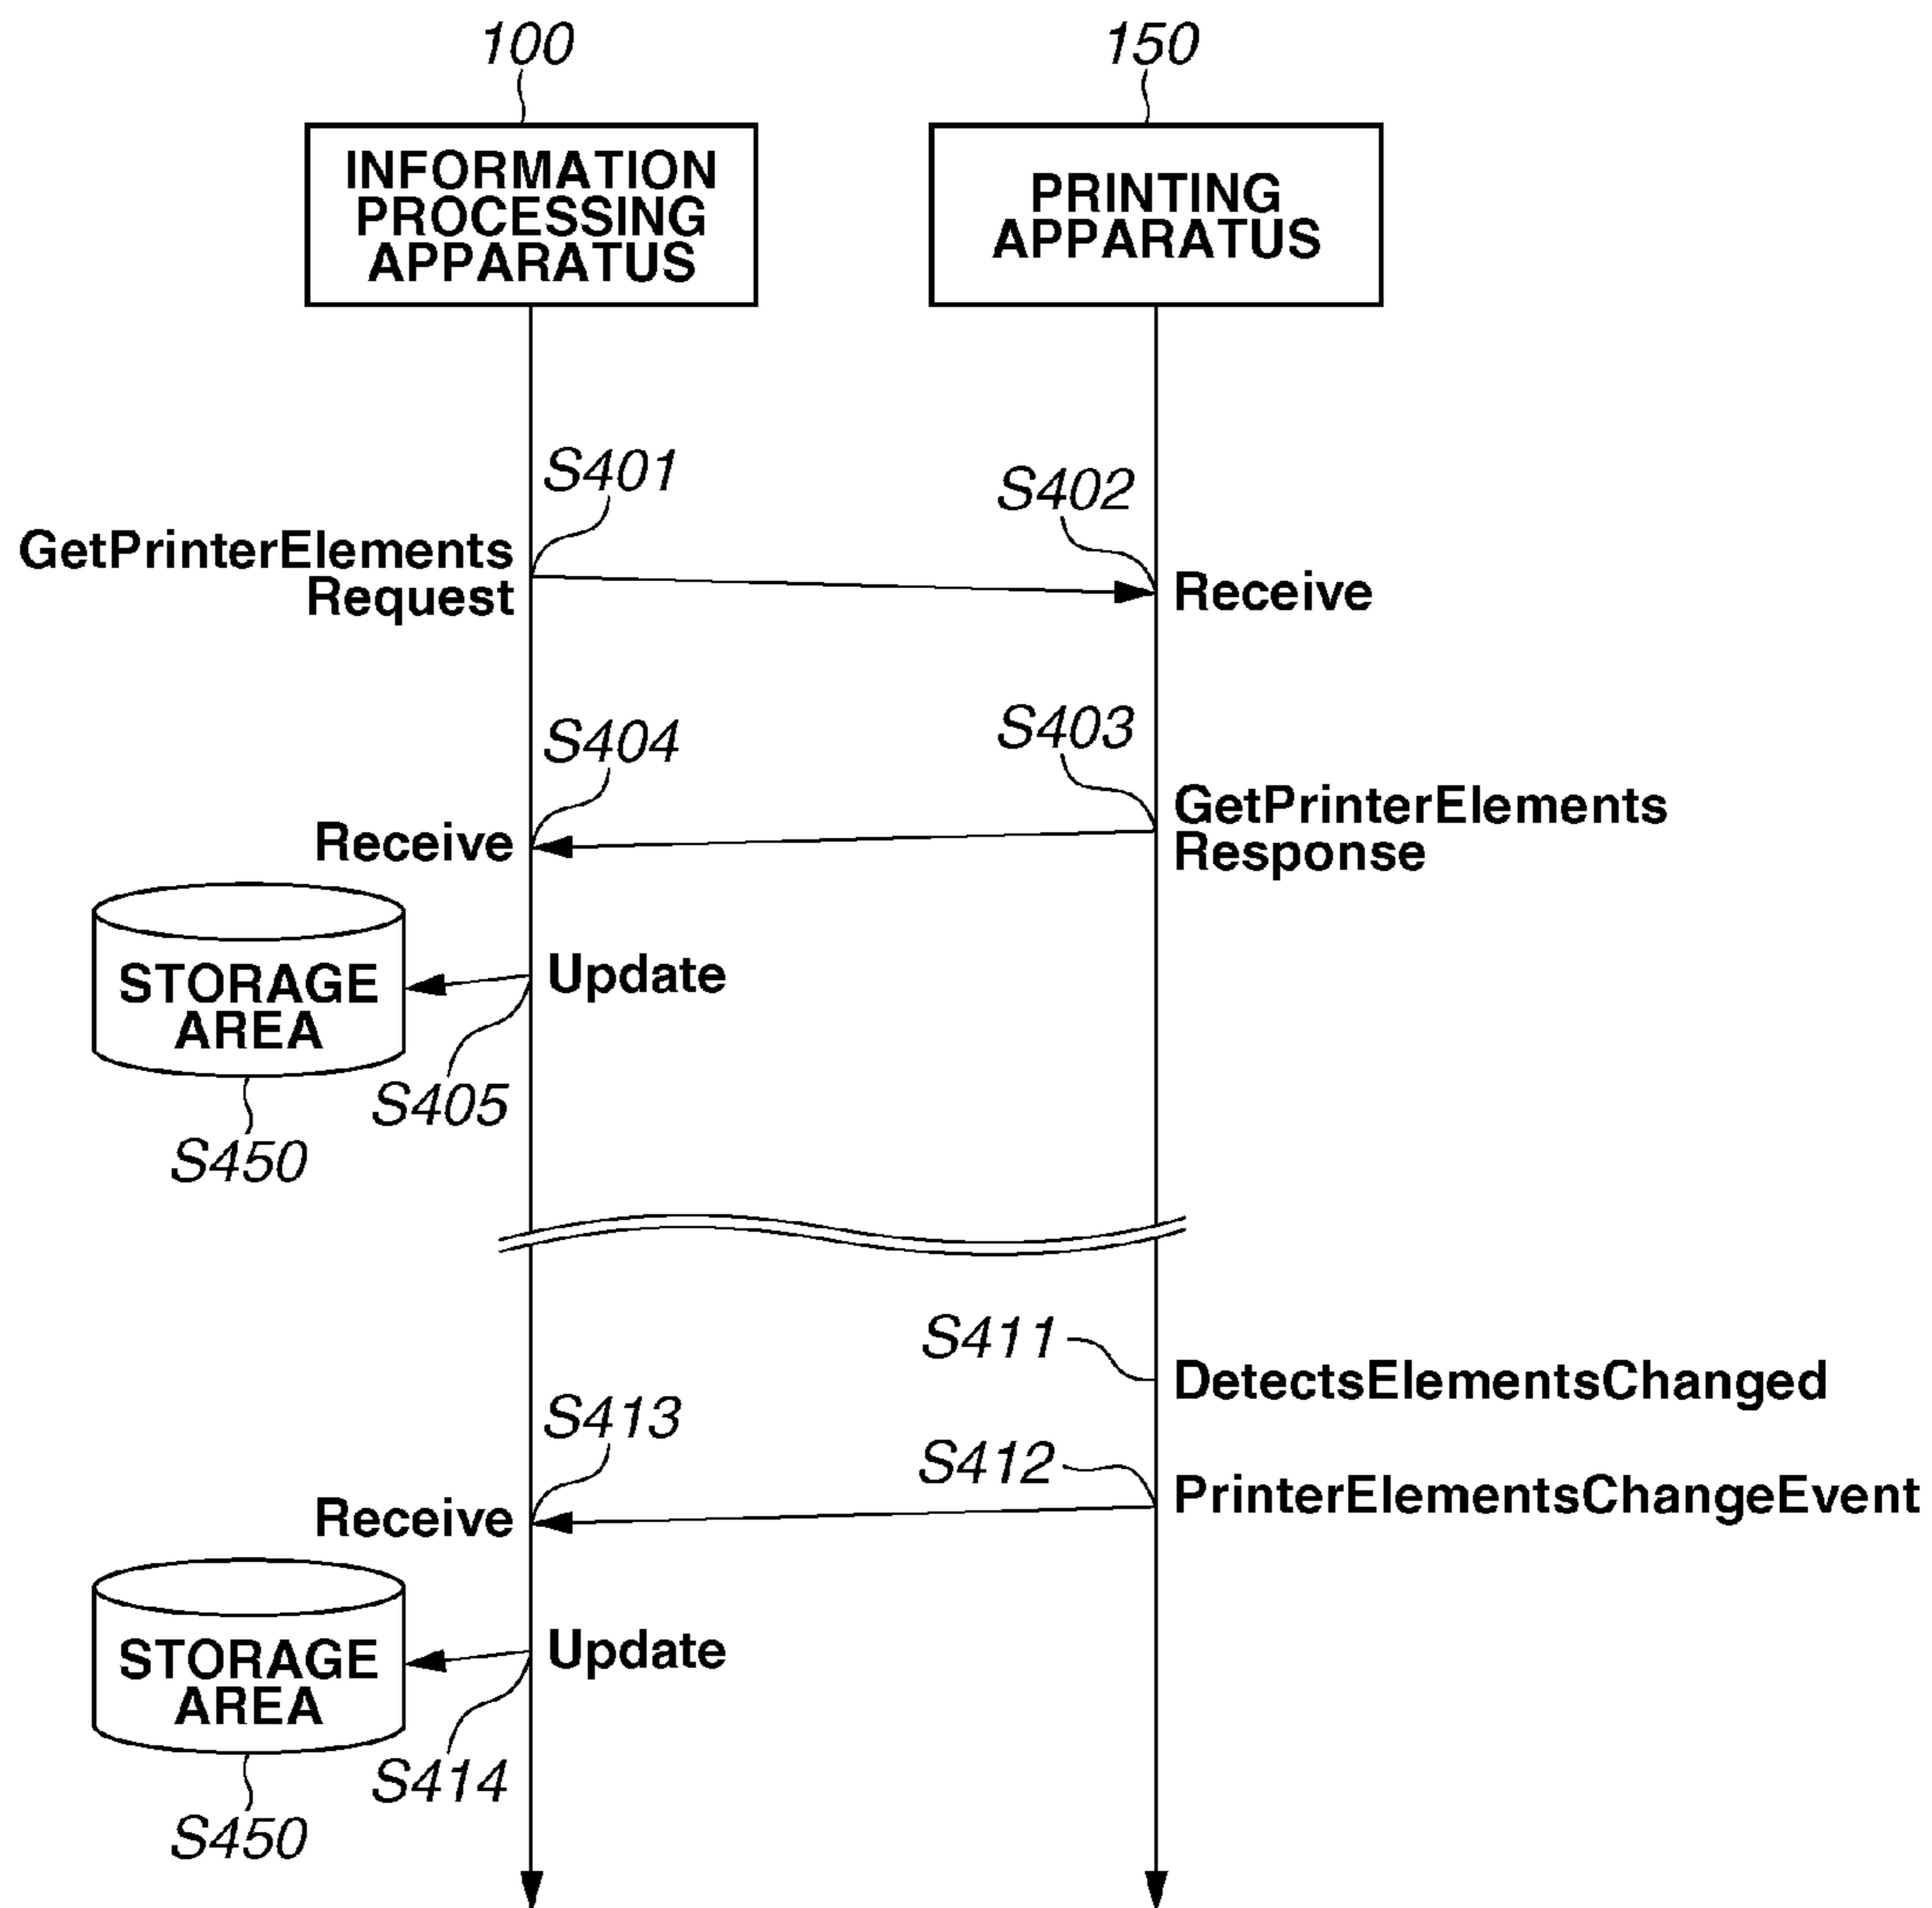 100
150
INFORMATION
PROCESSING
APPARATUS
PRINTING
APPARATUS
S401
S402
GetPrinterElements
Request
Receive
S404
S403
Receive
GetPrinterElements
Response
STORAGE
AREA
Update
S405
S450
S411
DetectsElementsChanged
S413
S412
Receive
PrinterElementsChangeEvent
STORAGE
AREA
Update
S414
S450